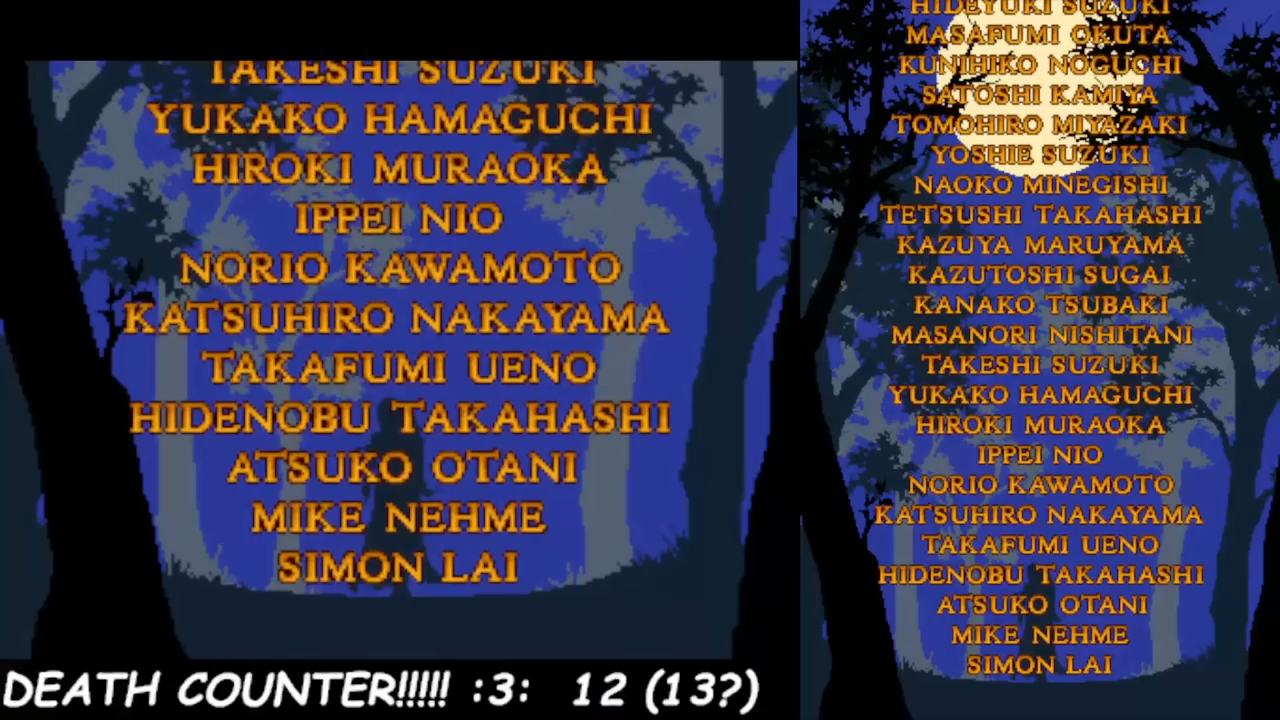 TAKESHI SUZUKI
YUKAKO HAMAGUCHI
HIROKI MURAOKA
IPPEI NIO
NORIO KAWAMOTO
KATSUHIRO NAKAYAMA
TAKAFUMI UENO
HIDENOBU TAKAHASHI
ATSUKO OTANI
MIKE NEHME
SIMON LAI
DEATH COUNTER!!!!! :3: 12 (13?)
HIDEYUKI SUZUKI
MASAFUMI OKUTA
KUNIHIKO NOGUCHI
SATOSHI KAMIYA
TOMOHIRO MIYAZAKI
YOSHIE SUZUKI
NAOKO MINEGISHI
TETSUSHI TAKAHASHI
KAZUYA MARUYAMA
KAZUTOSHI SUGAI
KANAKO TSUBAKI
MASANORI NISHITANI
TAKESHI SUZUKI
YUKAKO HAMAGUCHI
HIROKI MURAOKA
IPPEI NIO
NORIO KAWAMOTO
KATSUHIRO NAKAYAMA
TAKAFUMI UENO
HIDENOBU TAKAHASHI
ATSUKO OTANI
MIKE NEHME
SIMON LAI